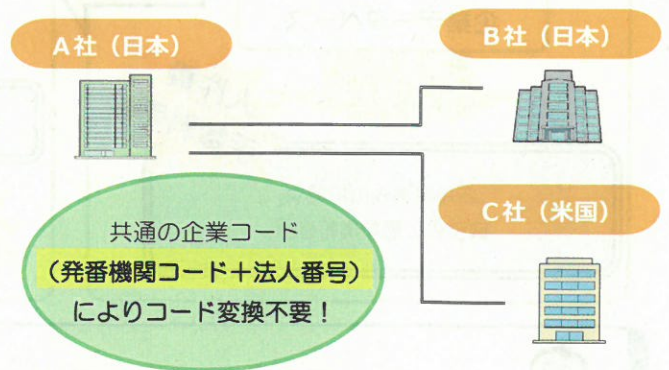 A社（日本）
B社（日本）
C社（米国）
共通の企業コード
（発番機関コード＋法人番号）
によりコード変換不要！